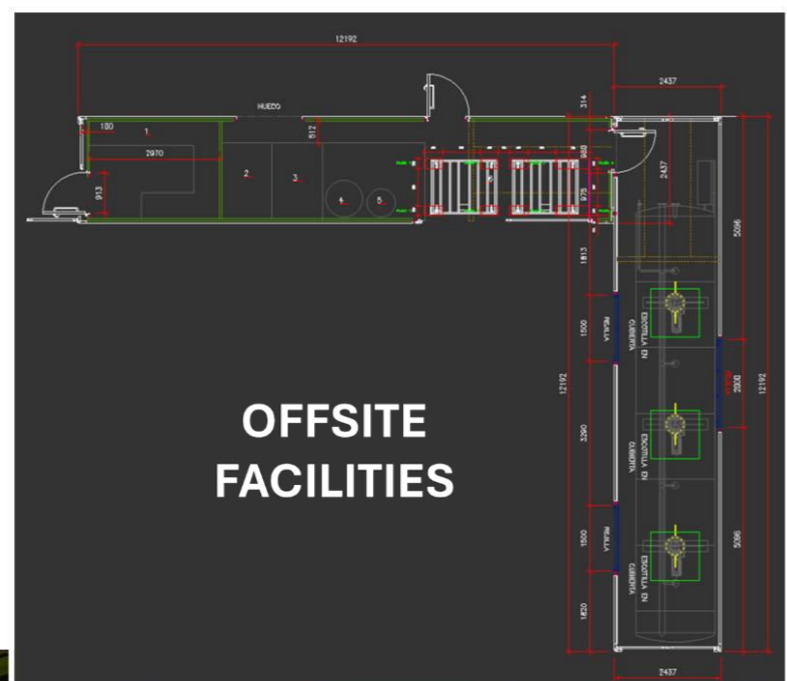 12192
2437
HUECO
314
100
1
512
980
2970
2
3
4
5
913
975
2437
5096
1813
1500
REJILLA
ESCOTILLA EN
CUBIERTA
12192
3290
ESCOTILLA EN
CUBIERTA
2000
12192
OFFSITE
FACILITIES
1500
REJILLA
ESCOTILLA EN
CUBIERTA
5096
1820
2437